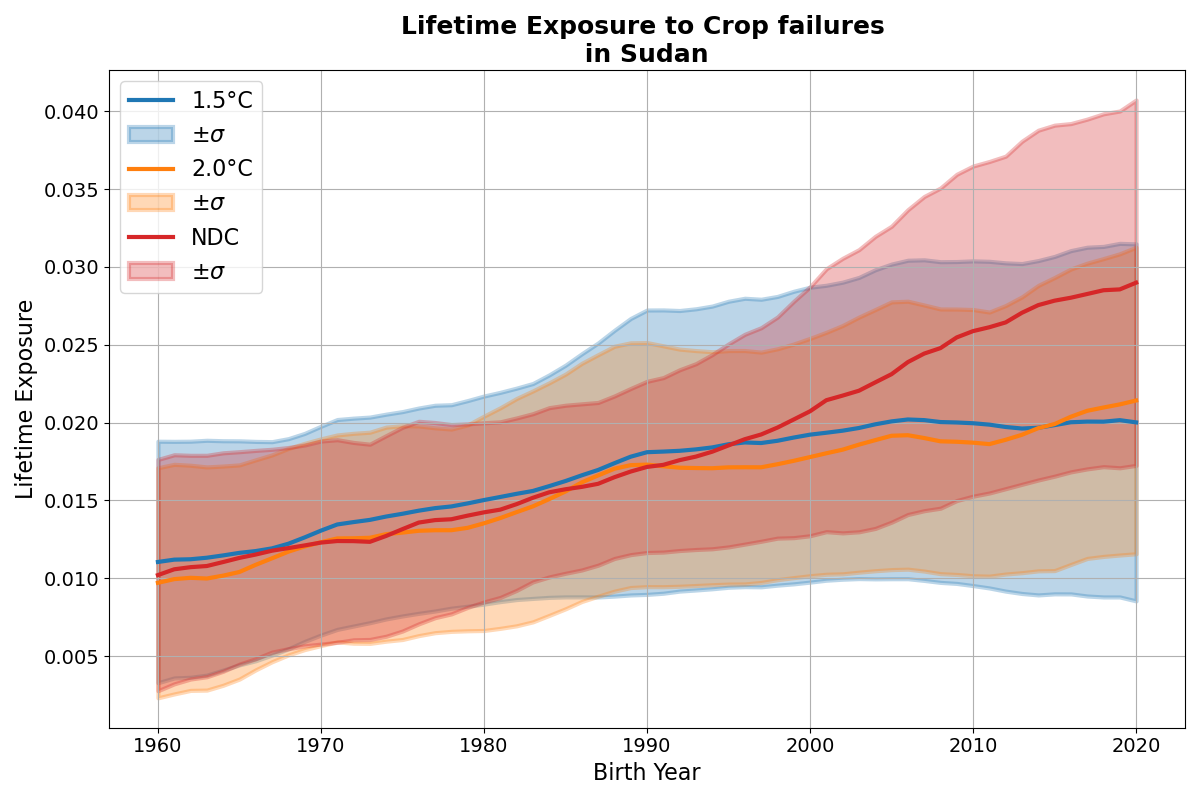 Lifetime Exposure to Crop failures
in Sudan
1.5°C
±σ
2.0°C
±σ
NDC
±σ
0.040
0.035
0.030
0.025
0.020
0.015
0.010
0.005
Lifetime Exposure
1960 1970 1980 1990 2000 2010 2020
Birth Year